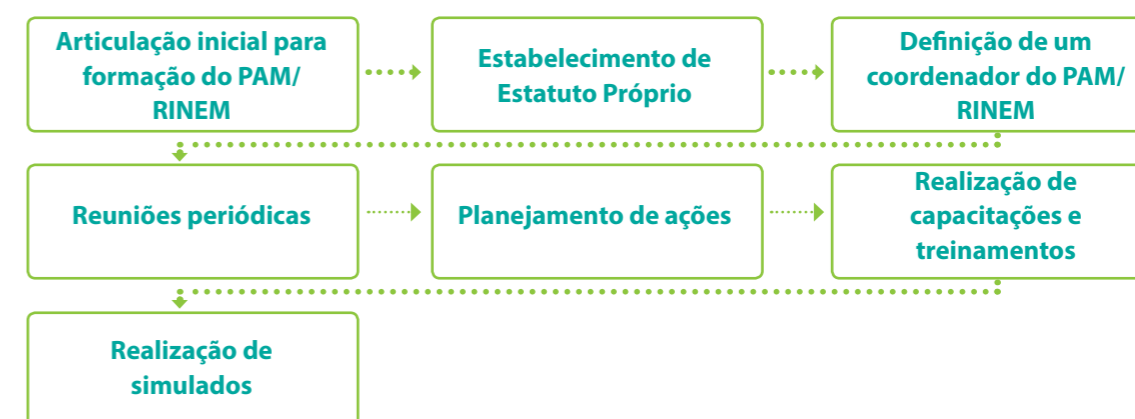 Articulação inicial para
formação do PAM/
RINEM
Estabelecimento de
Estatuto Próprio
Definição de um
coordenador do PAM/
RINEM
Reuniões periódicas
Planejamento de ações
Realização de
capacitações e
treinamentos
Realização de
simulados